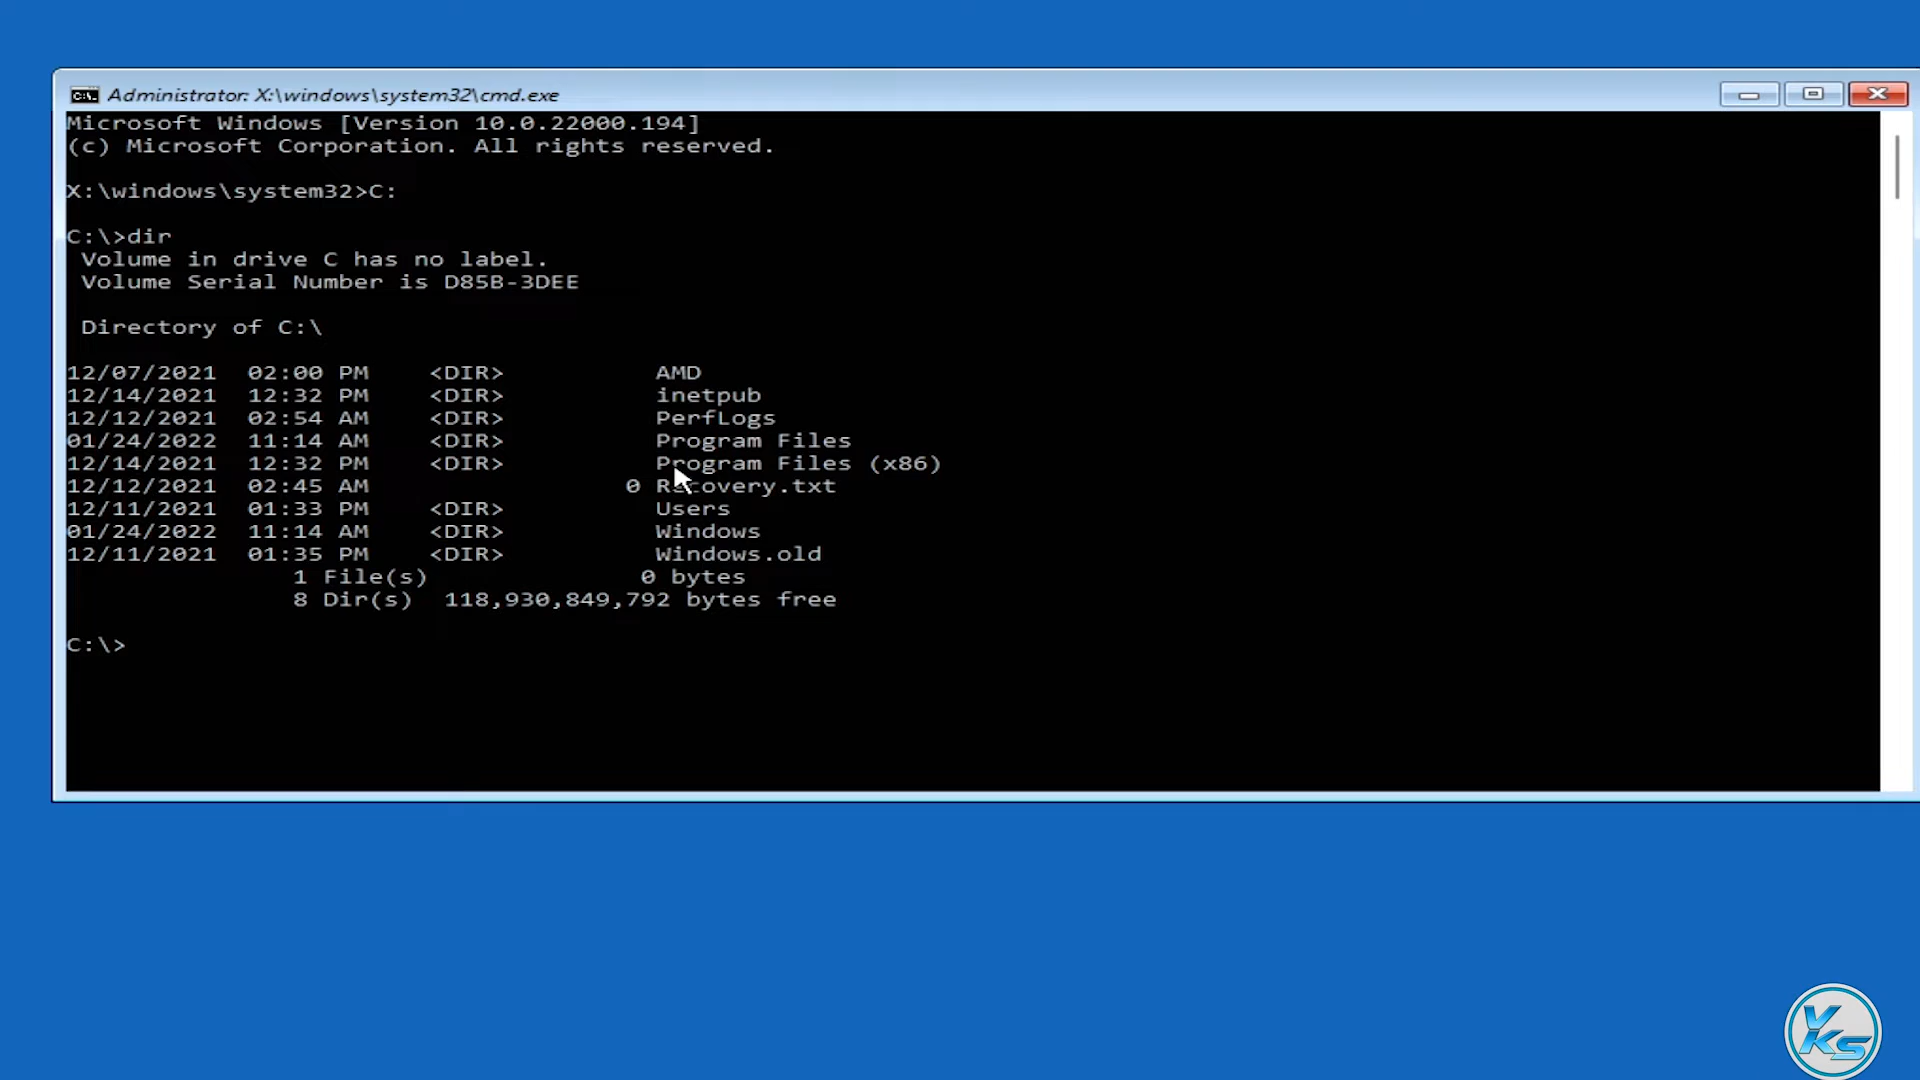 Administrator: X:\windows\system32\cmd.exe
Microsoft Windows [Version 10.0.22000.194]
(c) Microsoft Corporation. All rights reserved.
X:\windows\system32>C:
C:\>dir
Volume in drive C has no label.
Volume Serial Number is D85B-3DEE
Directory of C:\
12/07/2021 02:00 PM <DIR> AMD
12/14/2021 12:32 PM <DIR> inetpub
12/12/2021 02:54 AM <DIR> PerfLogs
01/24/2022 11:14 AM <DIR> Program Files
12/14/2021 12:32 PM <DIR> Program Files (x86)
12/12/2021 02:45 AM 0 Recovery.txt
12/11/2021 01:33 PM <DIR> Users
01/24/2022 11:14 AM <DIR> Windows
12/11/2021 01:35 PM <DIR> Windows.old
1 File(s) 0 bytes
8 Dir(s) 118,930,849,792 bytes free
C:\>
VKS